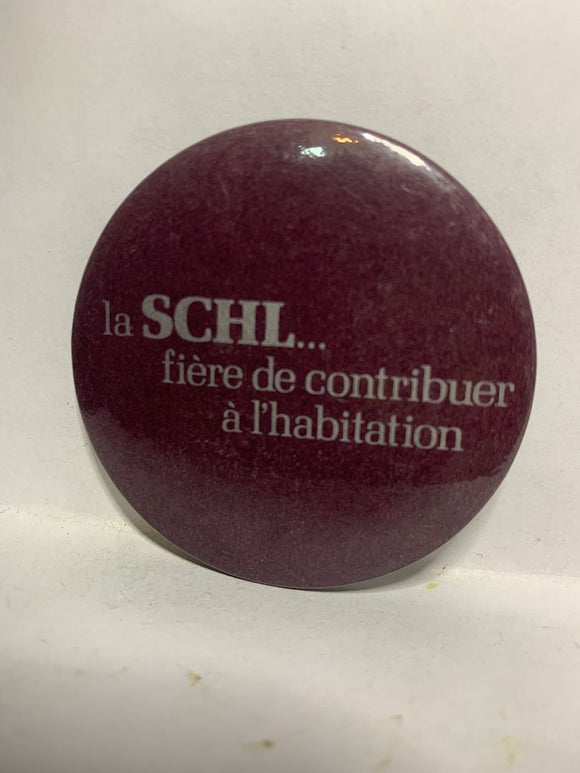 la SCHL...
fière de contribuer
à l'habitation